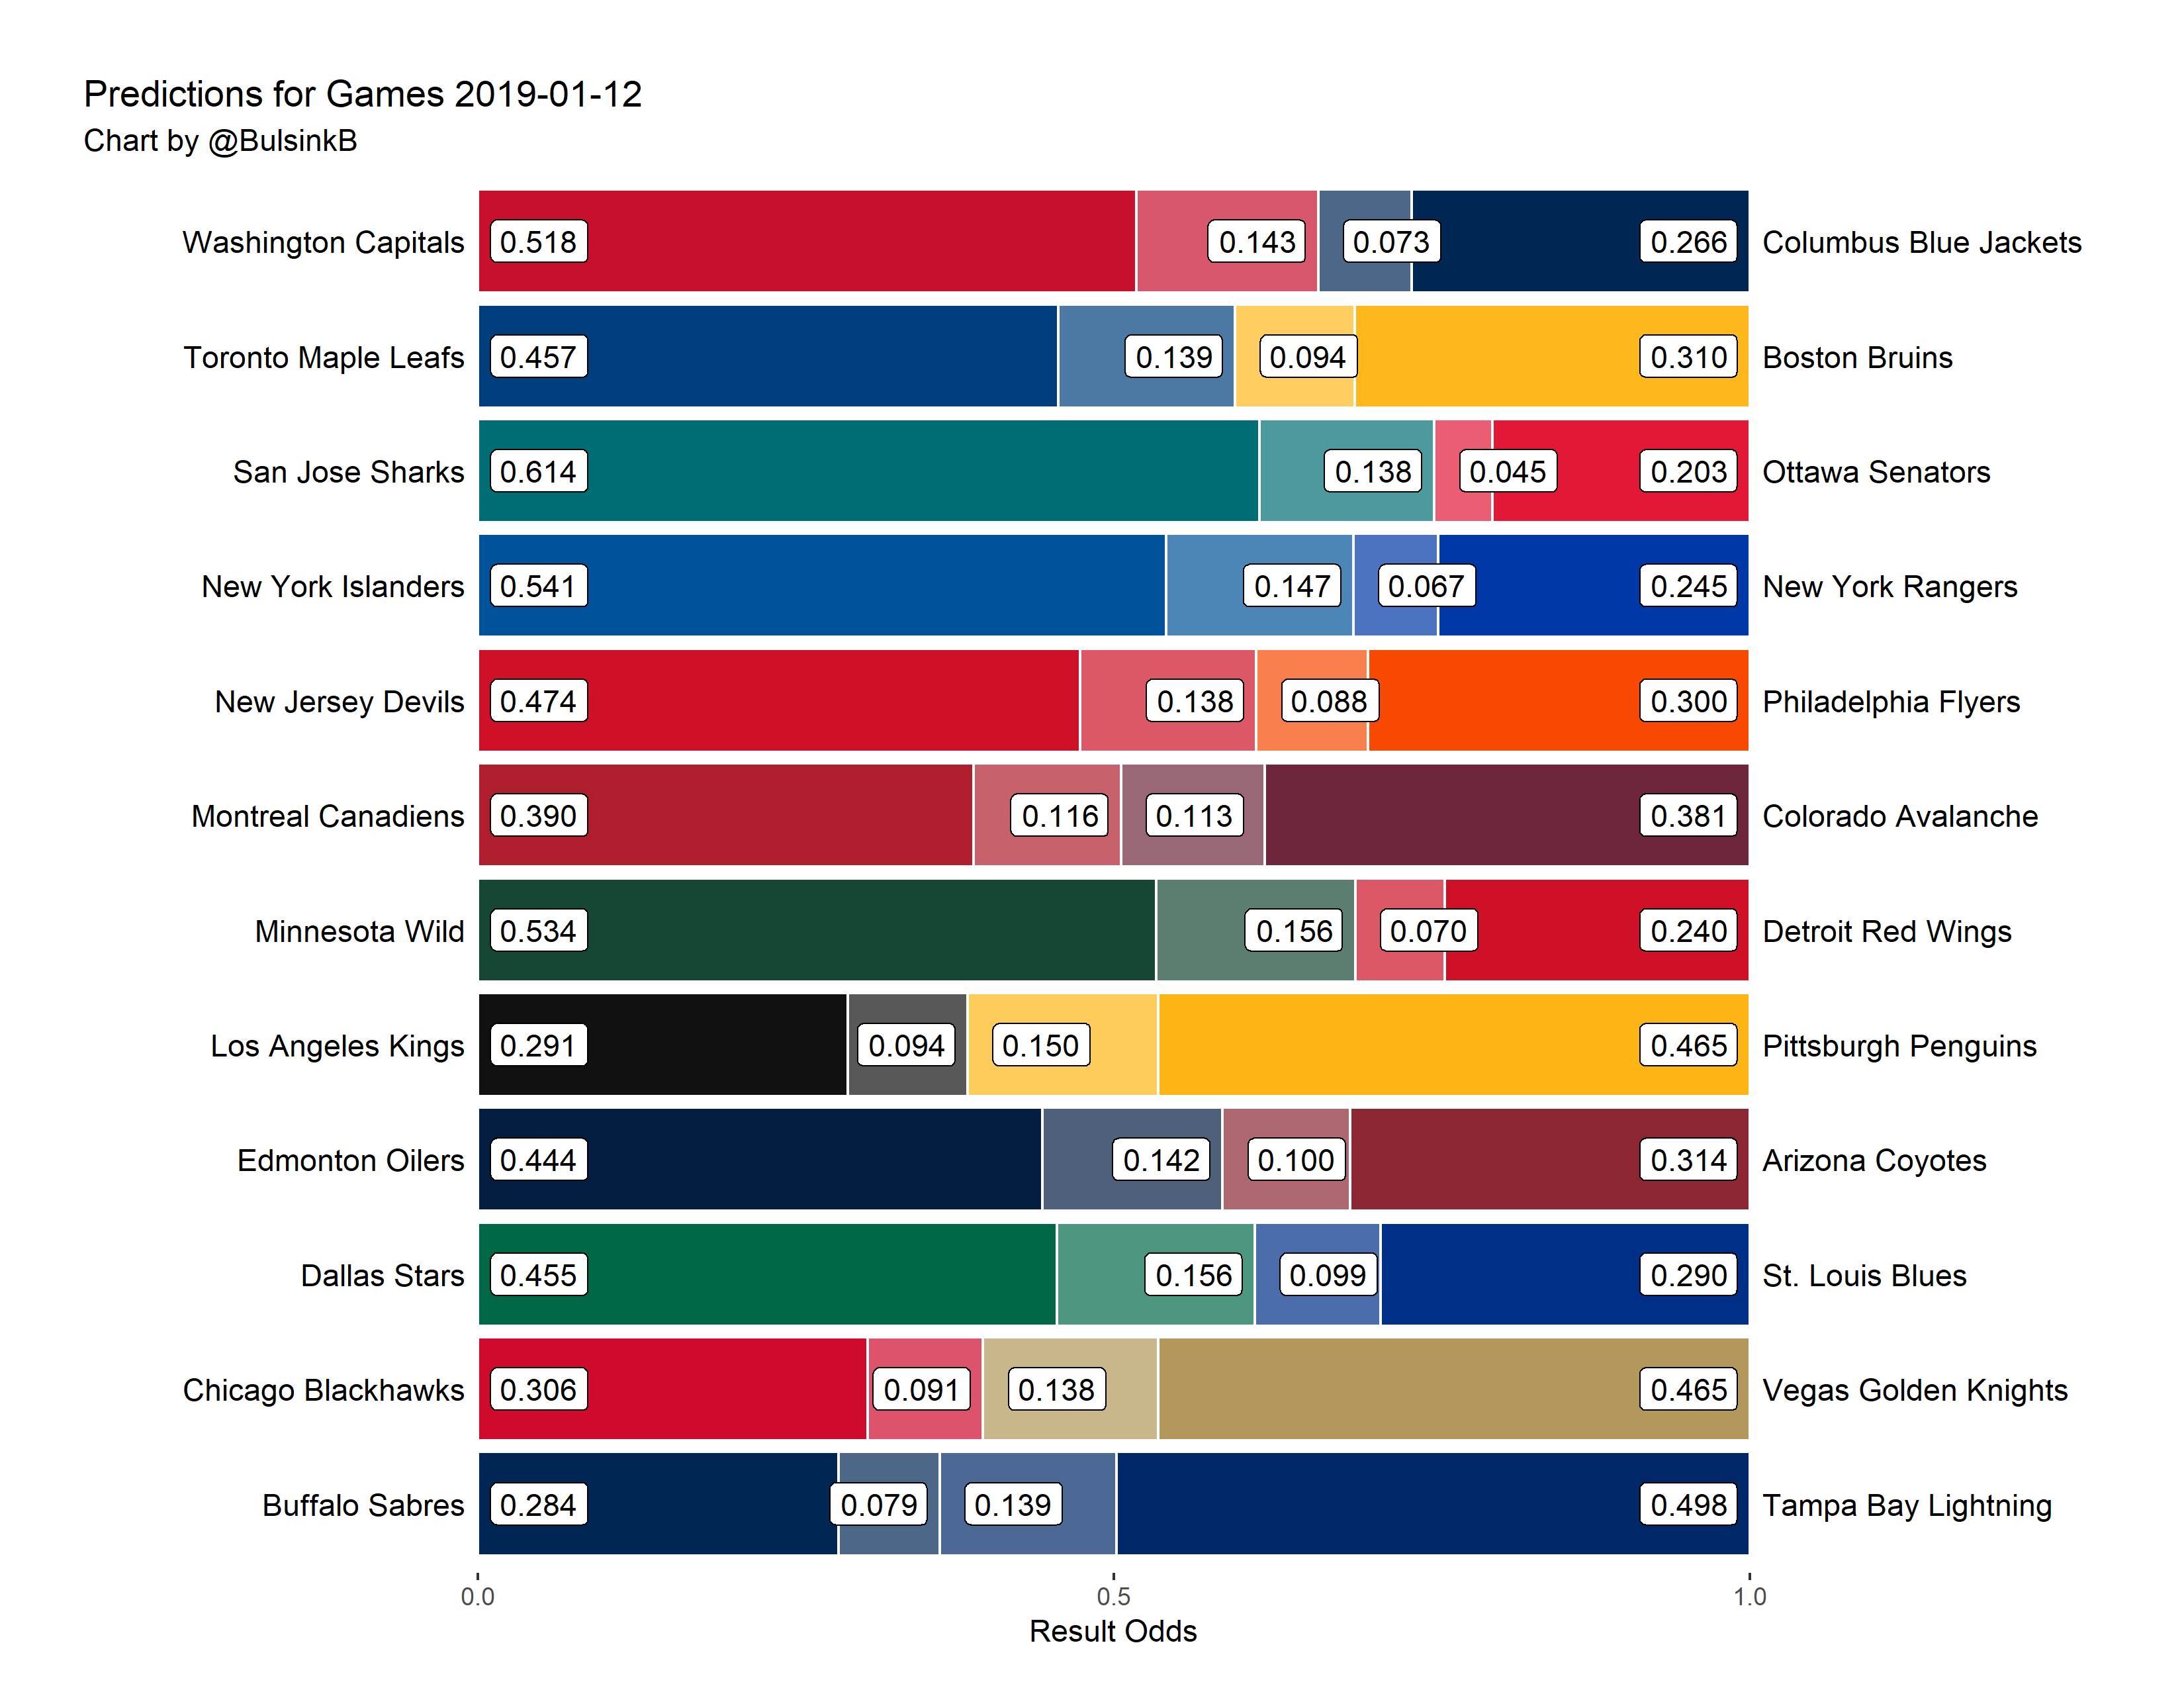 Predictions for Games 2019-01-12
Chart by @BulsinkB
Washington Capitals 0.518 0.143 0.073 0.266 Columbus Blue Jackets
Toronto Maple Leafs 0.457 0.139 0.094 0.310 Boston Bruins
San Jose Sharks 0.614 0.138 0.045 0.203 Ottawa Senators
New York Islanders 0.541 0.147 0.067 0.245 New York Rangers
New Jersey Devils 0.474 0.138 0.088 0.300 Philadelphia Flyers
Montreal Canadiens 0.390 0.116 0.113 0.381 Colorado Avalanche
Minnesota Wild 0.534 0.156 0.070 0.240 Detroit Red Wings
Los Angeles Kings 0.291 0.094 0.150 0.465 Pittsburgh Penguins
Edmonton Oilers 0.444 0.142 0.100 0.314 Arizona Coyotes
Dallas Stars 0.455 0.156 0.099 0.290 St. Louis Blues
Chicago Blackhawks 0.306 0.091 0.138 0.465 Vegas Golden Knights
Buffalo Sabres 0.284 0.079 0.139 0.498 Tampa Bay Lightning
0.0 0.5 1.0
Result Odds